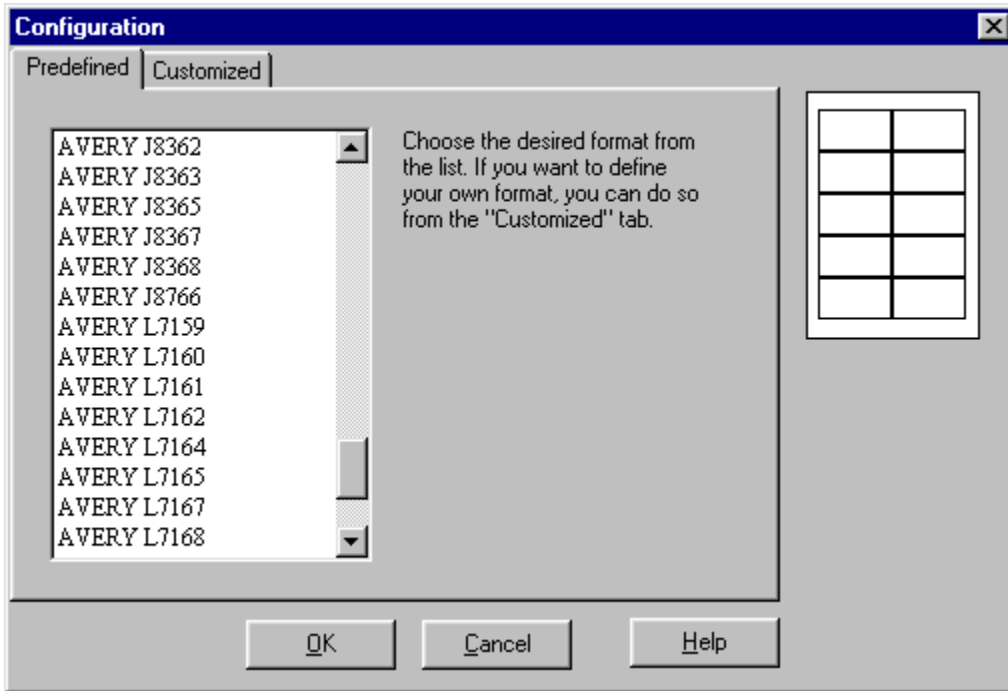 Configuration
Predefined
Customized
AVERY J8362
AVERY J8363
AVERY J8365
AVERY J8367
AVERY J8368
AVERY J8766
AVERY L7159
AVERY L7160
AVERY L7161
AVERY L7162
AVERY L7164
AVERY L7165
AVERY L7167
AVERY L7168
Choose the desired format from
the list. If you want to define
your own format, you can do so
from the "Customized" tab.
OK
Cancel
Help